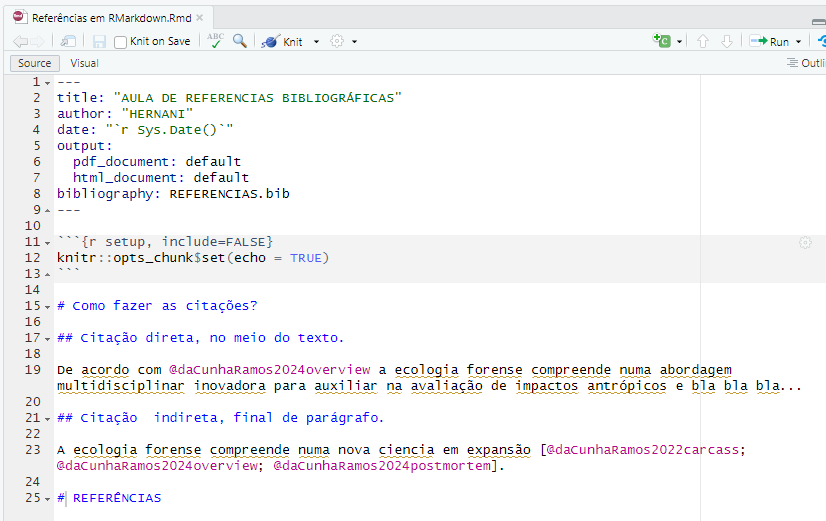 Referências em RMarkdown.Rmd
Knit on Save ABC Knit Run
Source Visual Outli
1 ---
2 title: "AULA DE REFERENCIAS BIBLIOGRÁFICAS"
3 author: "HERNANI"
4 date: "`r Sys.Date()`"
5 output:
6 pdf_document: default
7 html_document: default
8 bibliography: REFERENCIAS.bib
9 ---
10
11 ```{r setup, include=FALSE}
12 knitr::opts_chunk$set(echo = TRUE)
13 ```
14
15 # Como fazer as citações?
16
17 ## Citação direta, no meio do texto.
18
19 De acordo com @daCunhaRamos2024overview a ecologia forense compreende numa abordagem
multidisciplinar inovadora para auxiliar na avaliação de impactos antrópicos e bla bla bla...
20
21 ## Citação  indireta, final de parágrafo.
22
23 A ecologia forense compreende numa nova ciencia em expansão [@daCunhaRamos2022carcass;
@daCunhaRamos2024overview; @daCunhaRamos2024postmortem].
24
25 # REFERÊNCIAS